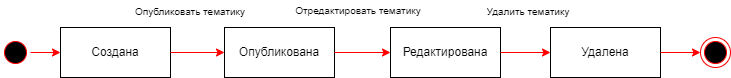 Опубликовать тематику
Отредактировать тематику
Удалить тематику
Создана
Опубликована
Редактирована
Удалена